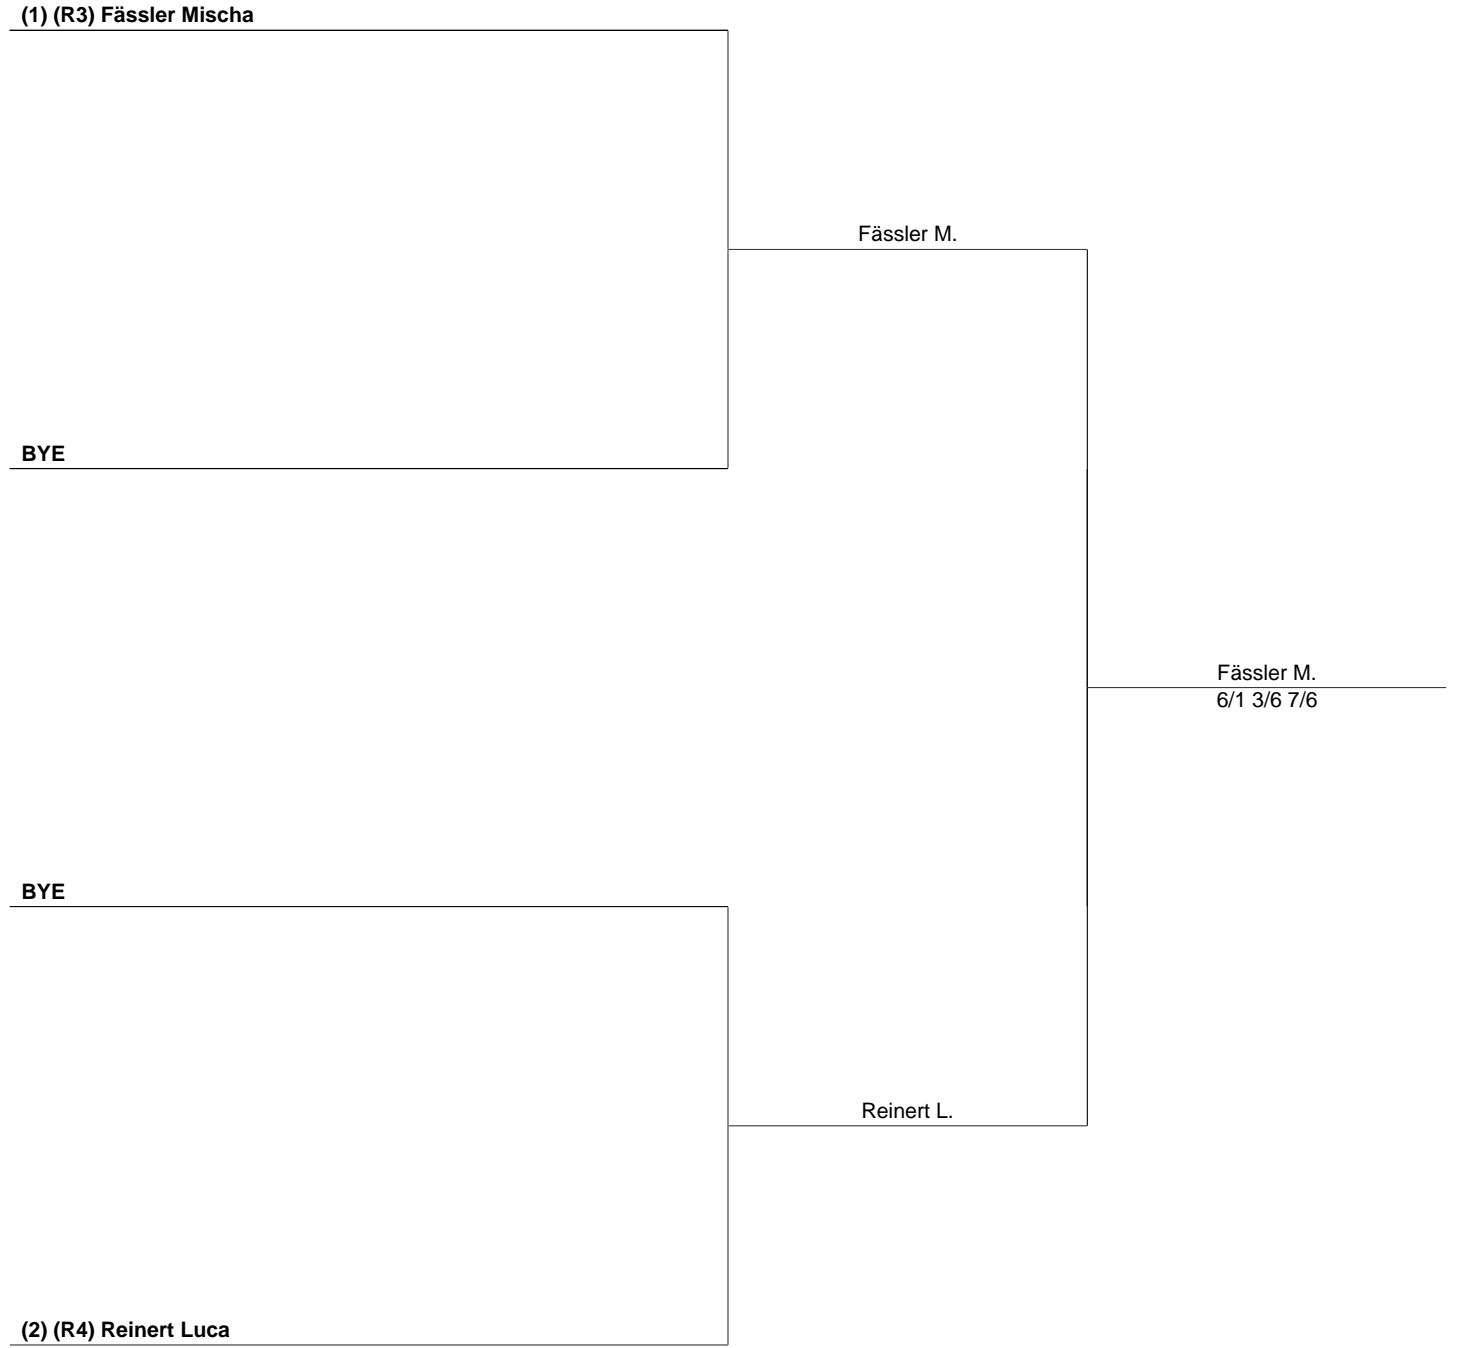 (1) (R3) Fässler Mischa
Fässler M.
BYE
Fässler M.
6/1 3/6 7/6
BYE
Reinert L.
(2) (R4) Reinert Luca